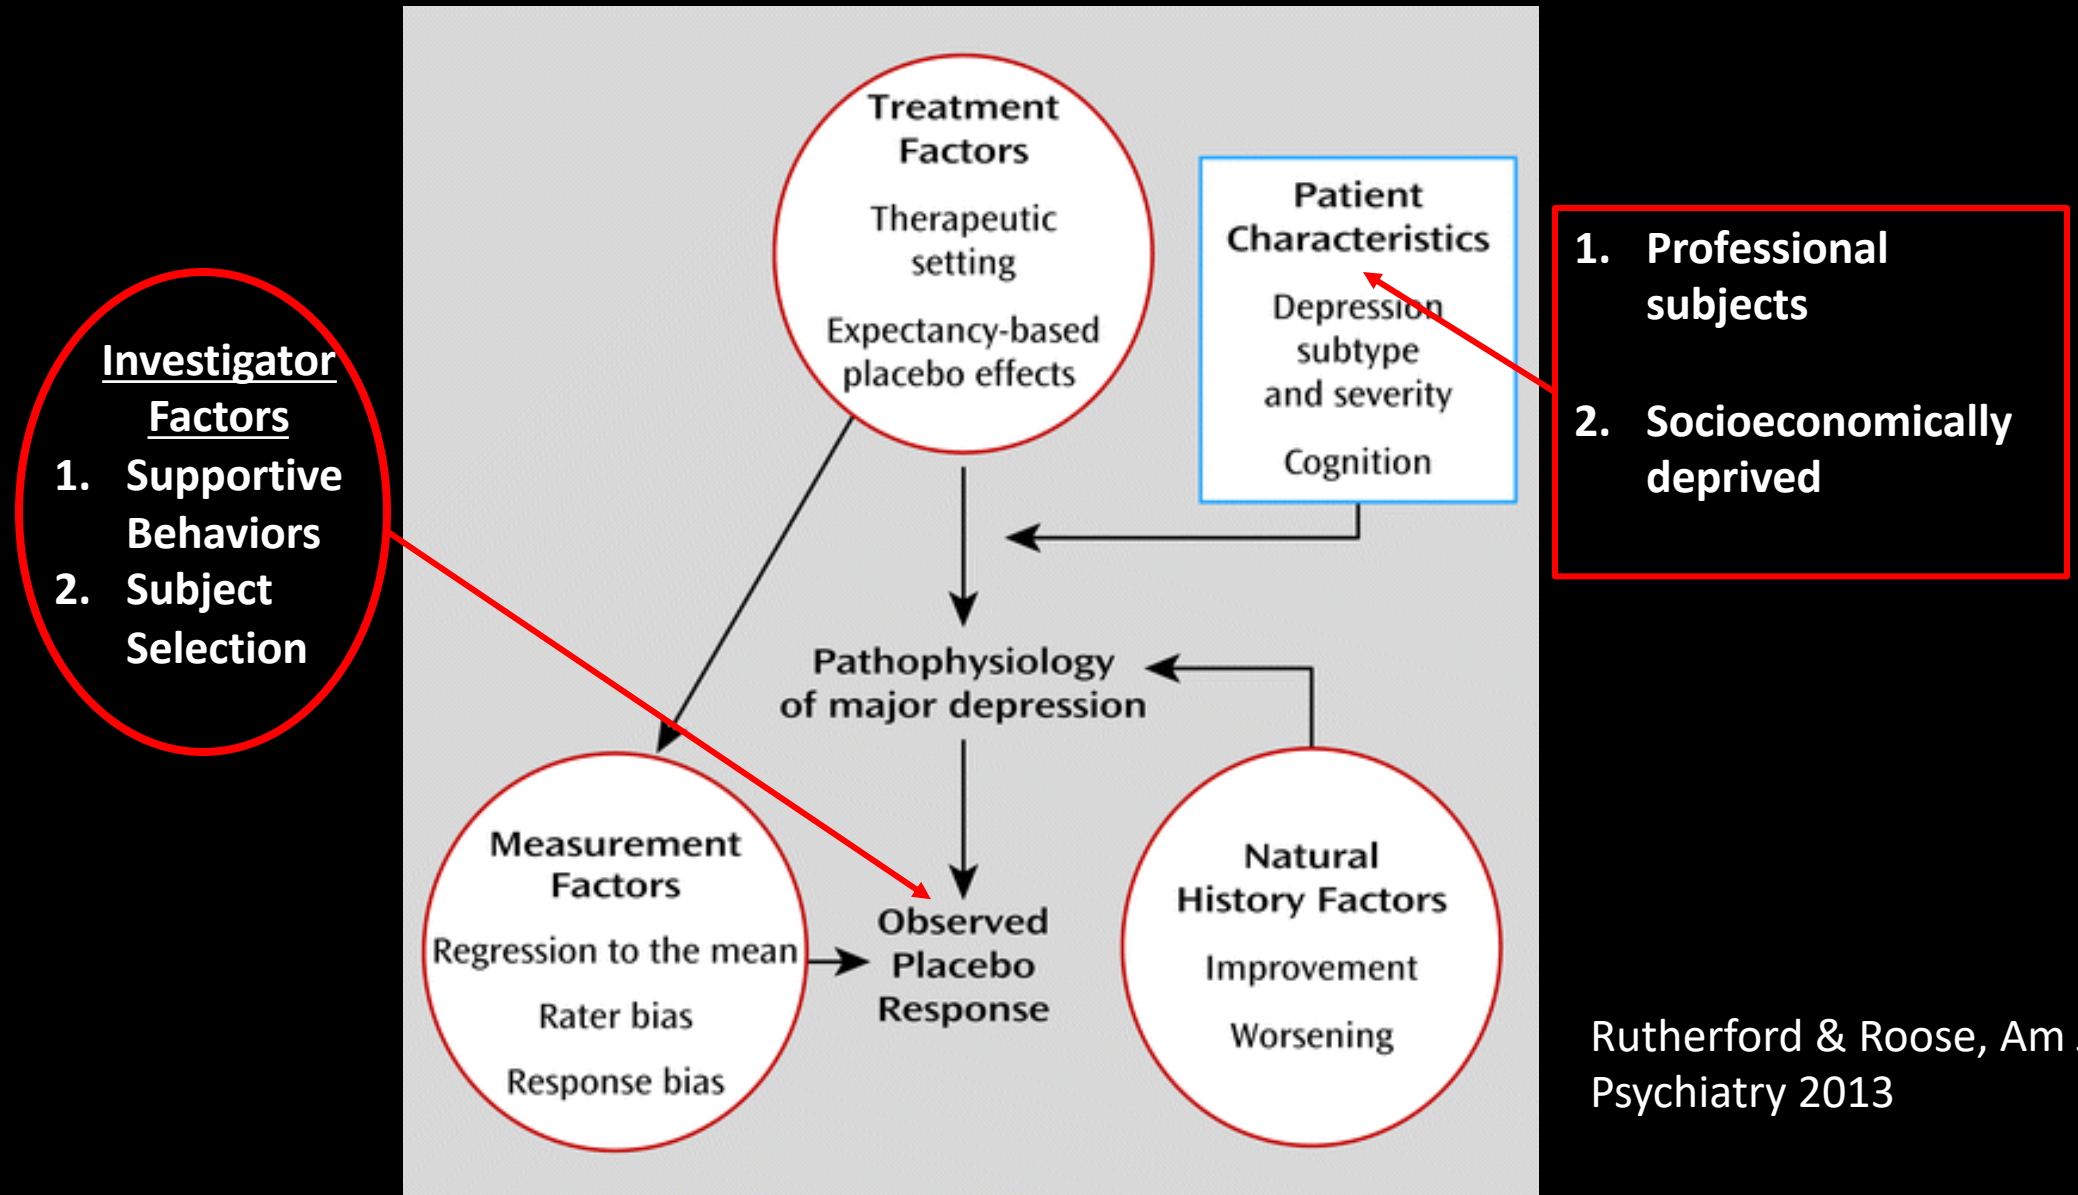 Investigator
Factors
1. Supportive
Behaviors
2. Subject
Selection
Treatment
Factors
Therapeutic
setting
Expectancy-based
placebo effects
Patient
Characteristics
Depression
subtype
and severity
Cognition
1. Professional
subjects
2. Socioeconomically
deprived
Pathophysiology
of major depression
Measurement
Factors
Regression to the mean
Rater bias
Response bias
Observed
Placebo
Response
Natural
History Factors
Improvement
Worsening
Rutherford & Roose, Am
Psychiatry 2013